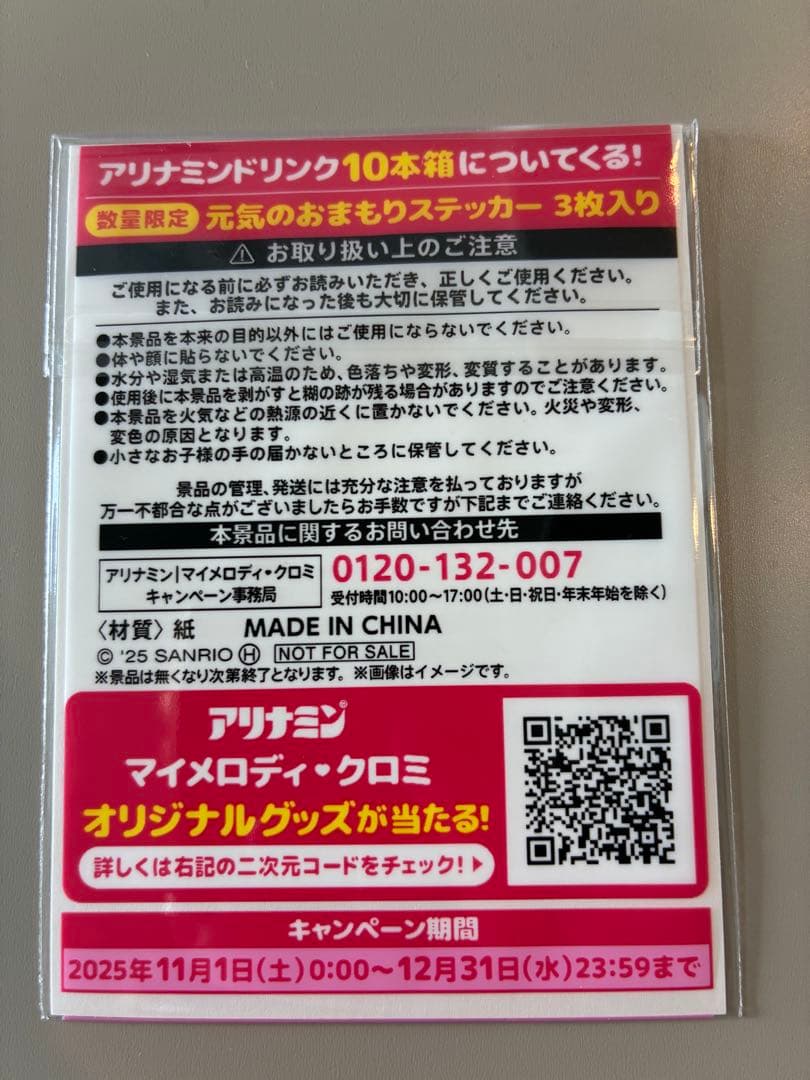 アリナミンドリンク10本箱についてくる!
数量限定 元気のおまもりステッカー 3枚入り
⚠ お取り扱い上のご注意
ご使用になる前に必ずお読みいただき、正しくご使用ください。
また、お読みになった後も大切に保管してください。
●本景品を本来の目的以外にはご使用にならないでください。
●体や顔に貼らないでください。
●水分や湿気または高温のため、色落ちや変形、変質することがあります。
●使用後に本景品を剥がすと糊の跡が残る場合がありますのでご注意ください。
●本景品を火気などの熱源の近くに置かないでください。火災や変形、
変色の原因となります。
●小さなお子様の手の届かないところに保管してください。
景品の管理、発送には充分な注意を払っておりますが
万一不都合な点がございましたらお手数ですが下記までご連絡ください。
本景品に関するお問い合わせ先
アリナミン|マイメロディ・クロミ
キャンペーン事務局
0120-132-007
受付時間10:00~17:00(土・日・祝日・年末年始を除く)
〈材質〉紙 MADE IN CHINA
© '25 SANRIO Ⓗ NOT FOR SALE
※景品は無くなり次第終了となります。 ※画像はイメージです。
アリナミン®
マイメロディ・クロミ
オリジナルグッズが当たる!
詳しくは右記の二次元コードをチェック!▶
キャンペーン期間
2025年11月1日(土)0:00~12月31日(水)23:59まで